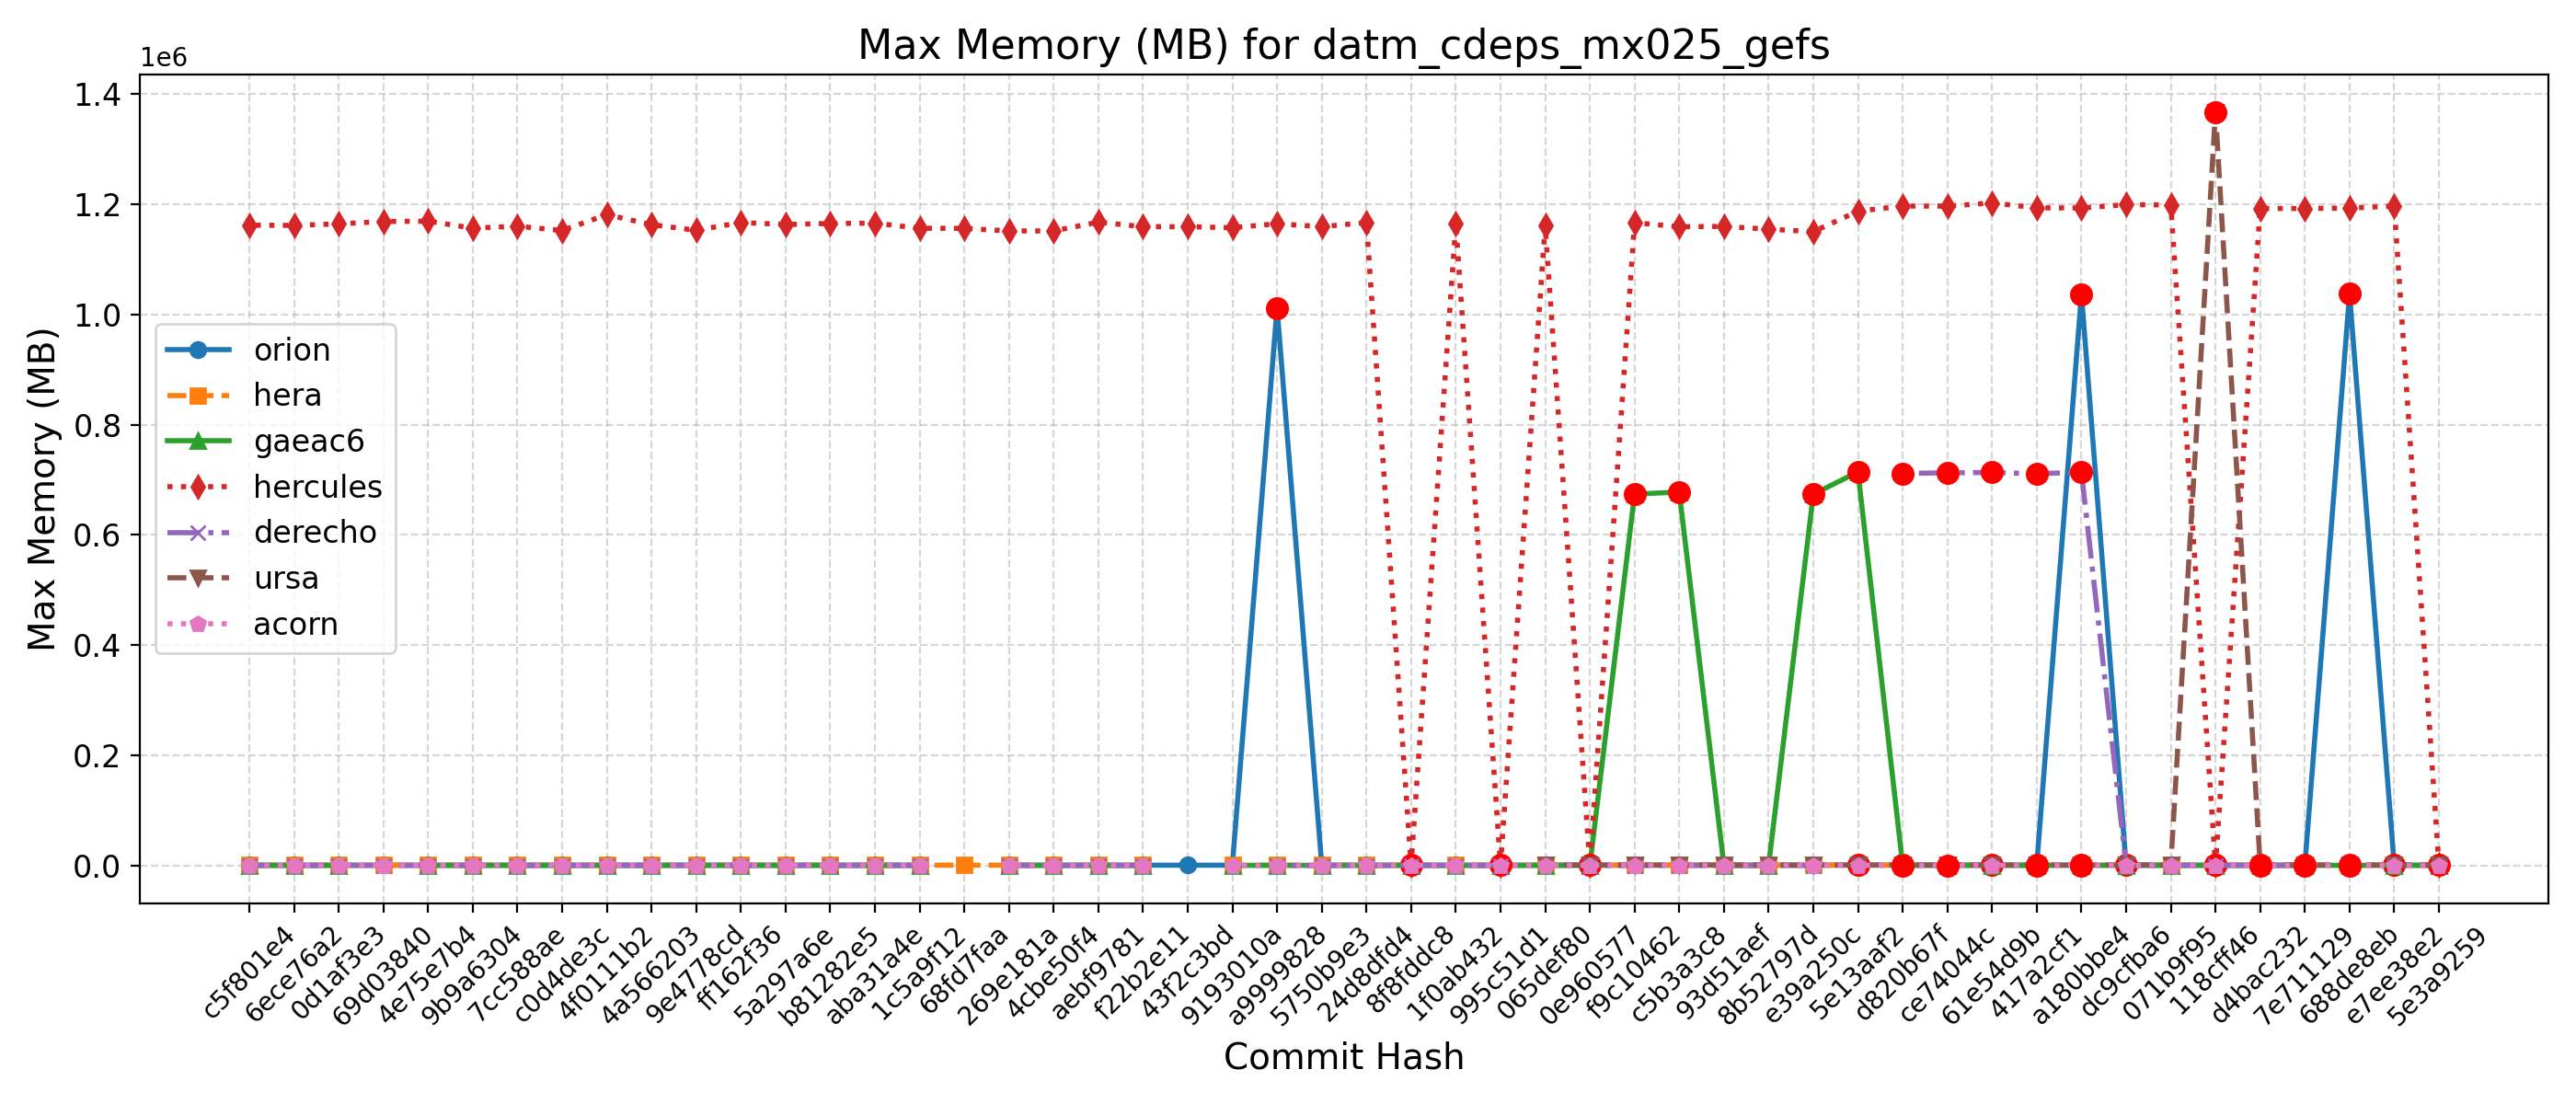 Max Memory (MB) for datm_cdeps_mx025_gefs
1e6
1.4
1.2
1.0
0.8
0.6
0.4
0.2
0.0
Max Memory (MB)
orion
hera
gaeac6
hercules
derecho
ursa
acorn
c5f801e4
6ece76a2
0d1af3e3
69d03840
4e75e7b4
9b9a6304
7cc588ae
c0d4de3c
4f0111b2
4a566203
9e4778cd
ff162f36
5a297a6e
b81282e5
aba31a4e
1c5a9f12
68fd7faa
269e181a
4cbe50f4
aebf9781
f22b2e11
43f2c3bd
9193010a
a9999828
5750b9e3
24d8dfd4
8f8fddc8
1f0ab432
995c51d1
065def80
0e960577
f9c10462
c5b3a3c8
93d51aef
8b52797d
e39a250c
5e13aaf2
d820b67f
ce74044c
61e54d9b
417a2cf1
a180bbe4
dc9cfba6
071b9f95
118cff46
d4bac232
7e711129
688de8eb
e7ee38e2
5e3a9259
Commit Hash